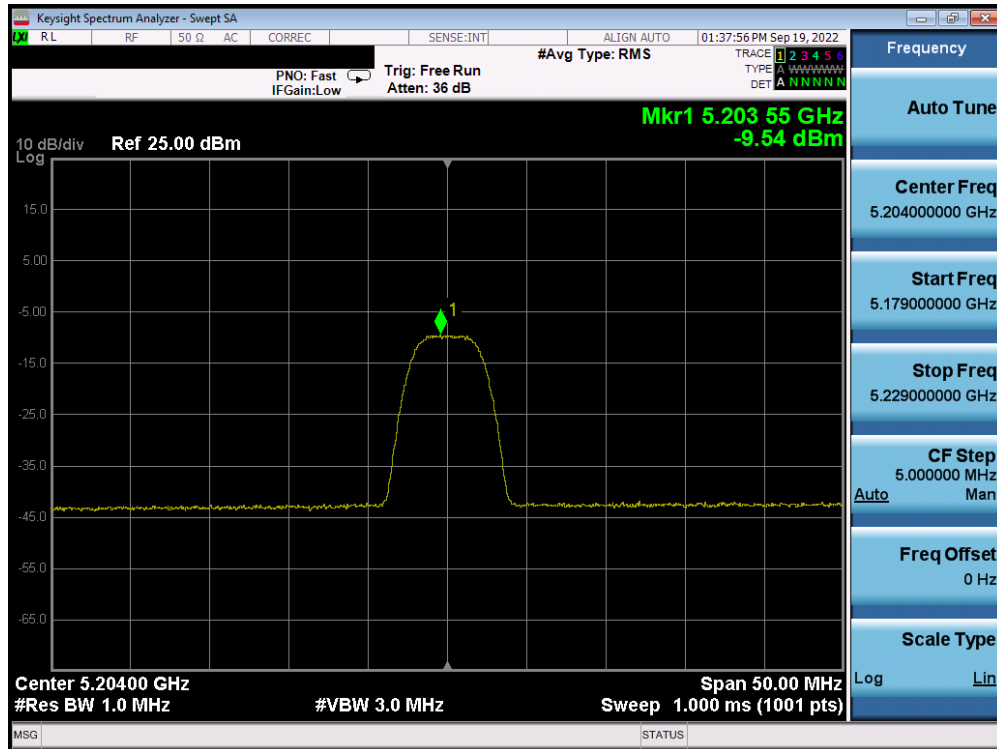 Keysight Spectrum Analyzer - Swept SA
LXI RL RF 50 Ω AC CORREC SENSE:INT ALIGN AUTO 01:37:56 PM Sep 19, 2022
#Avg Type: RMS
TRACE 1 2 3 4 5 6
TYPE A WWWWW
DET A N N N N N
PNO: Fast
IFGain:Low
Trig: Free Run
Atten: 36 dB
Mkr1 5.203 55 GHz
-9.54 dBm
10 dB/div Ref 25.00 dBm
Log
15.0
5.00
-5.00
1
-15.0
-25.0
-35.0
-45.0
-55.0
-65.0
Center 5.20400 GHz Span 50.00 MHz
#Res BW 1.0 MHz #VBW 3.0 MHz Sweep 1.000 ms (1001 pts)
MSG STATUS
Frequency
Auto Tune
Center Freq
5.204000000 GHz
Start Freq
5.179000000 GHz
Stop Freq
5.229000000 GHz
CF Step
5.000000 MHz
Auto Man
Freq Offset
0 Hz
Scale Type
Log Lin